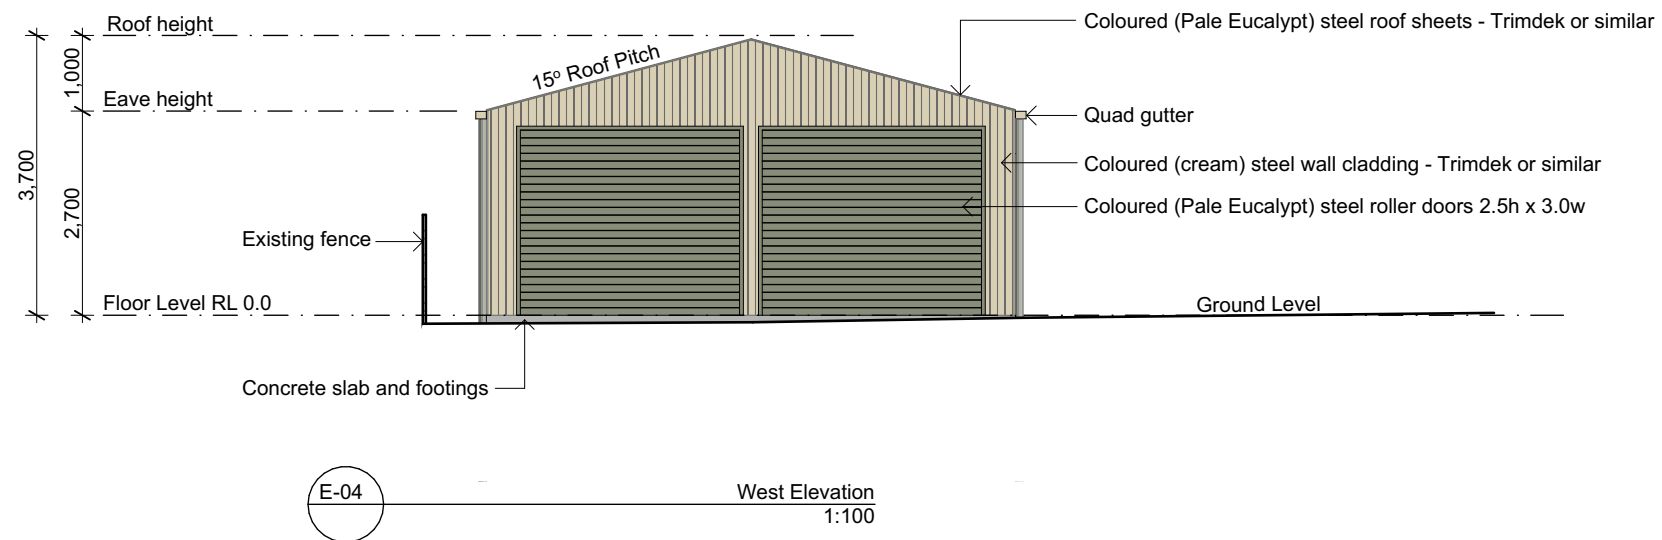 Roof height
Coloured (Pale Eucalypt) steel roof sheets - Trimdek or similar
1,000
15º Roof Pitch
Eave height
Quad gutter
3,700
Coloured (cream) steel wall cladding - Trimdek or similar
2,700
Coloured (Pale Eucalypt) steel roller doors 2.5h x 3.0w
Existing fence
Floor Level RL 0.0
Ground Level
Concrete slab and footings
E-04
West Elevation
1:100